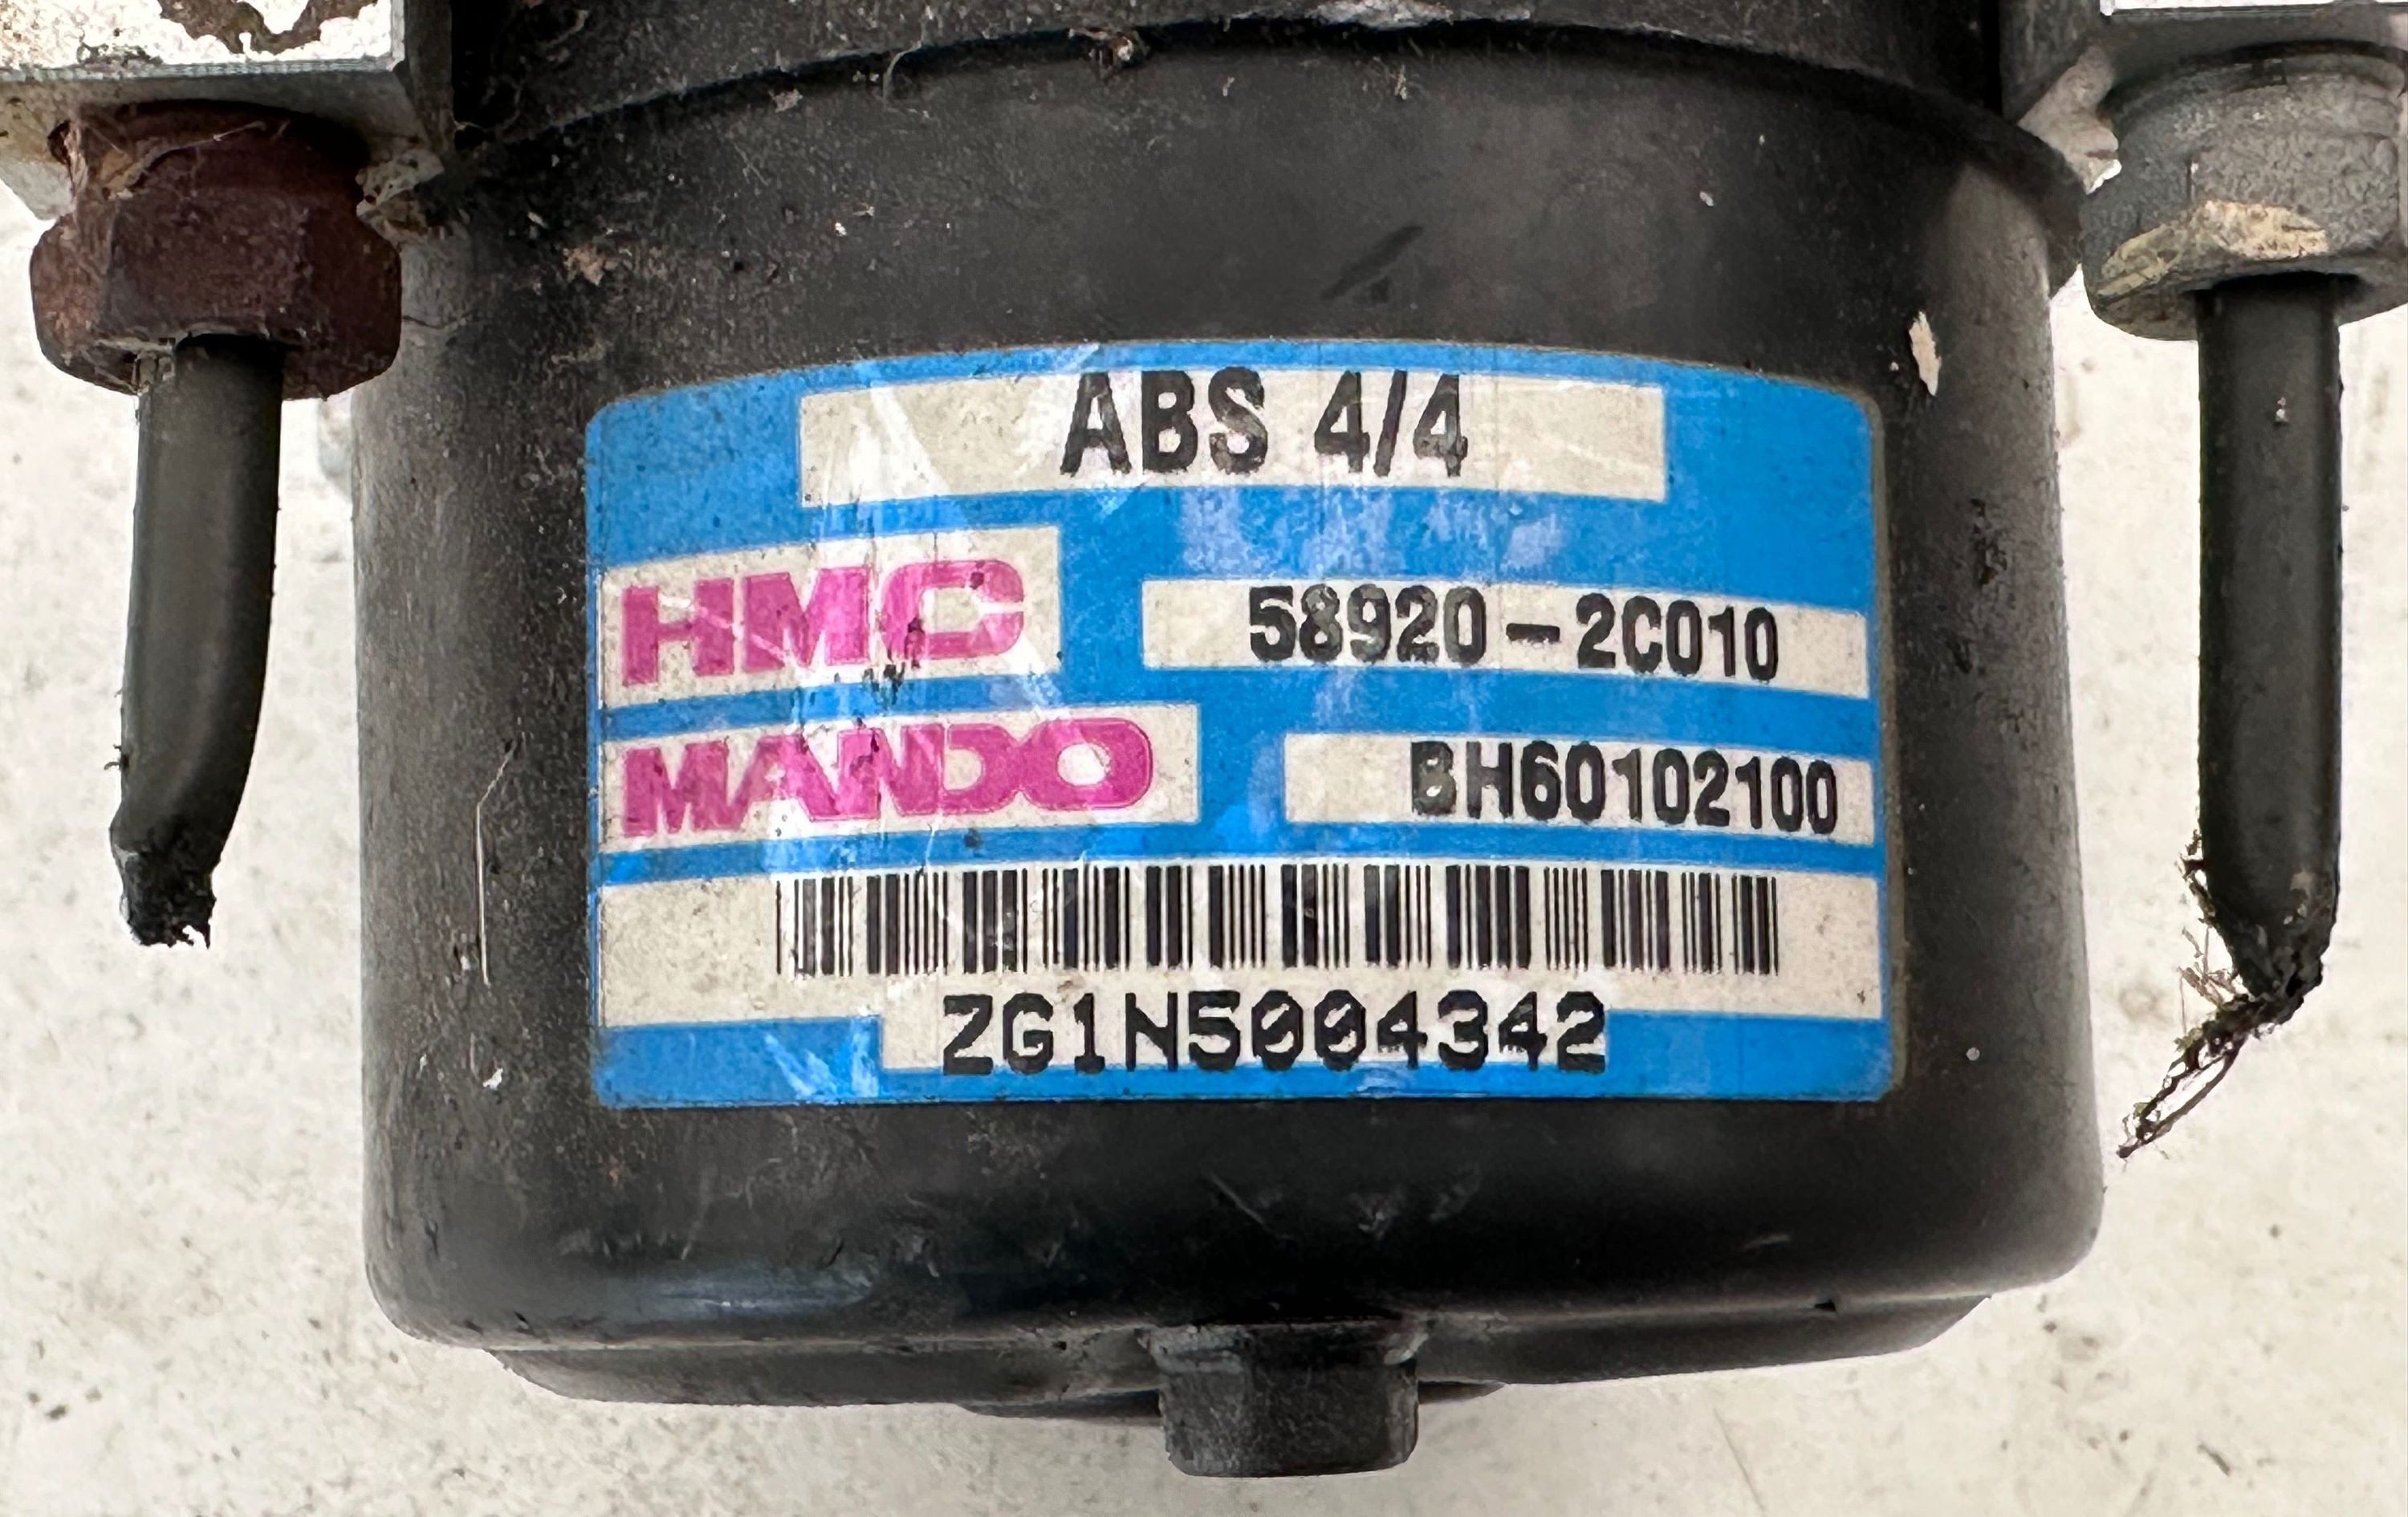 ABS 4/4
HMC 58920-2C010
MANDO BH60102100
ZG1N5004342